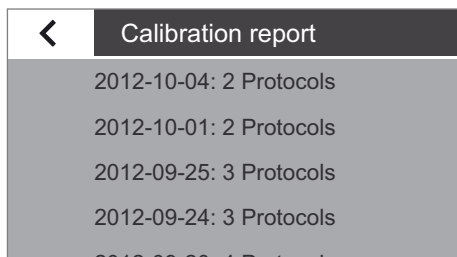 Calibration report
2012-10-04: 2 Protocols
2012-10-01: 2 Protocols
2012-09-25: 3 Protocols
2012-09-24: 3 Protocols